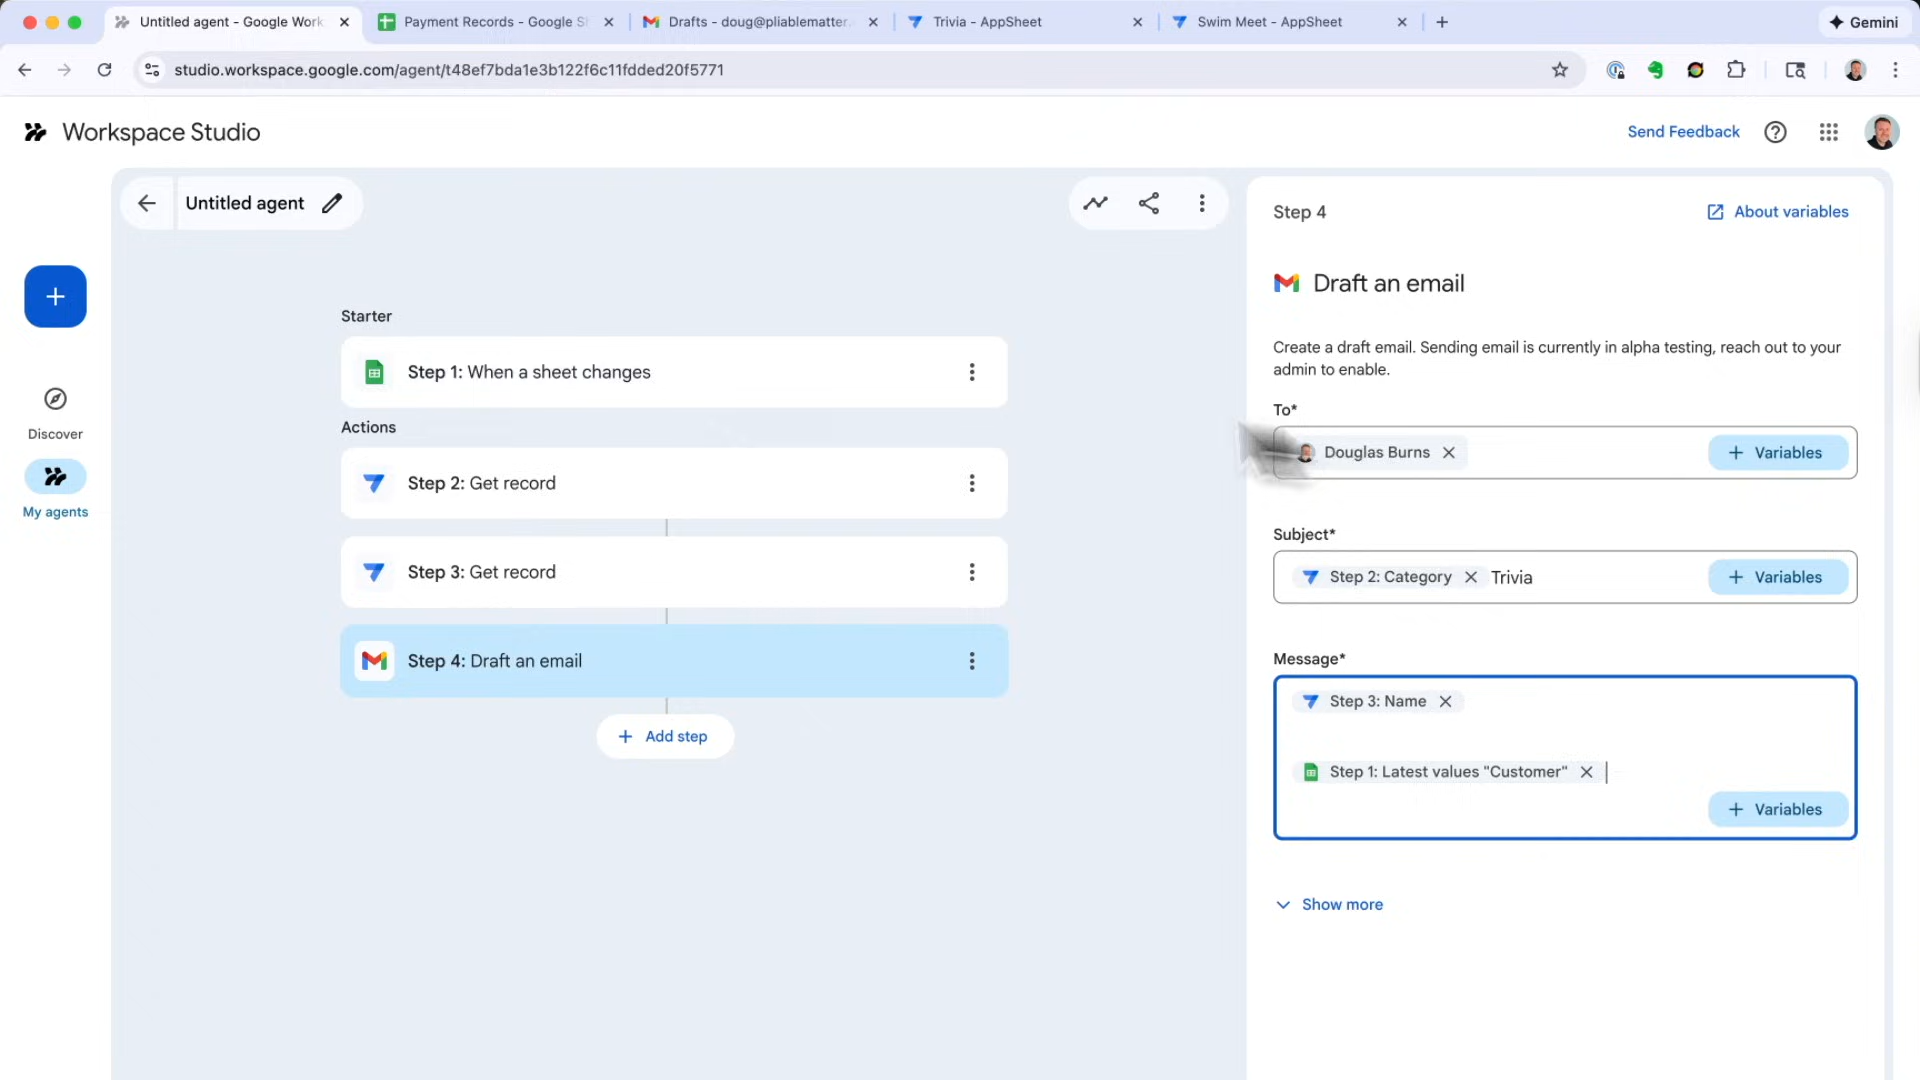 Untitled agent - Google Work
Payment Records - Google S
Drafts - doug@pliablematter.
Trivia - AppSheet
Swim Meet - AppSheet
Gemini
studio.workspace.google.com/agent/t48ef7bda1e3b122f6c11fdded20f5771
Workspace Studio
Send Feedback
Untitled agent
Step 4
About variables
Draft an email
Create a draft email. Sending email is currently in alpha testing, reach out to your
admin to enable.
Discover
My agents
Starter
Step 1: When a sheet changes
Actions
Step 2: Get record
Step 3: Get record
Step 4: Draft an email
Add step
To*
Douglas Burns
Variables
Subject*
Step 2: Category Trivia
Variables
Message*
Step 3: Name
Step 1: Latest values "Customer"
Variables
Show more